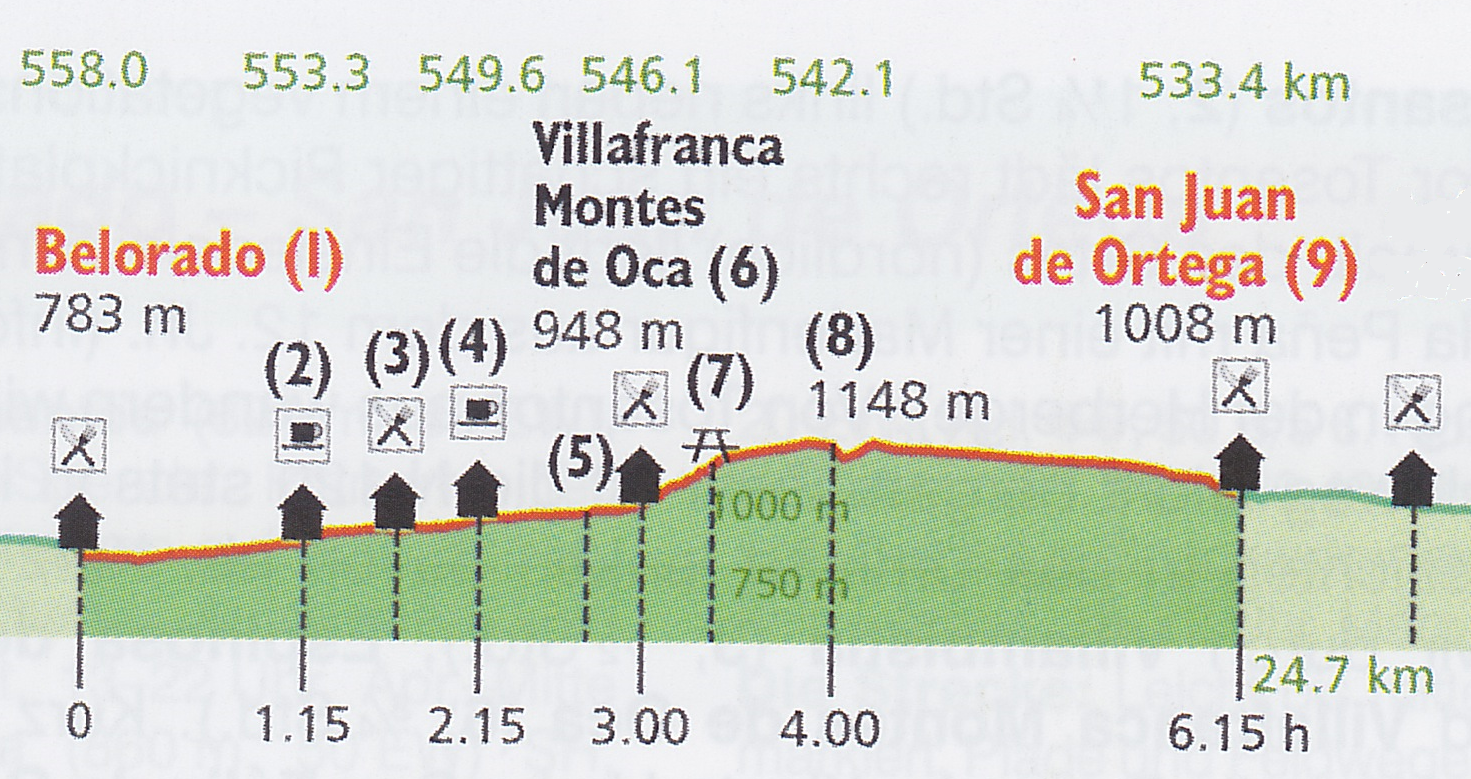 558.0 553.3 549.6 546.1 542.1 533.4 km
Villafranca
Montes
de Oca (6)
948 m
Belorado (1)
783 m
San Juan
de Ortega (9)
1008 m
(2) (3) (4) (5) (7) (8)
1148 m
1000 m
750 m
24.7 km
0 1.15 2.15 3.00 4.00 6.15 h